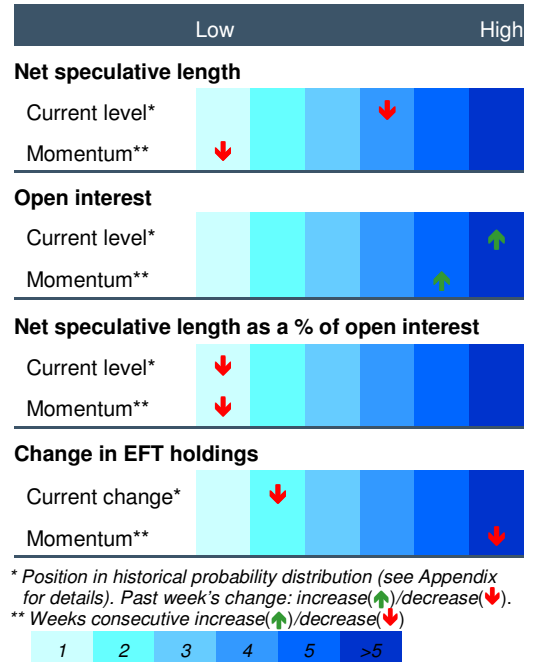 Low High
Net speculative length
Current level*
Momentum**
Open interest
Current level*
Momentum**
Net speculative length as a % of open interest
Current level*
Momentum**
Change in EFT holdings
Current change*
Momentum**
* Position in historical probability distribution (see Appendix
for details). Past week's change: increase(↑)/decrease(↓).
** Weeks consecutive increase(↑)/decrease(↓)
1 2 3 4 5 >5